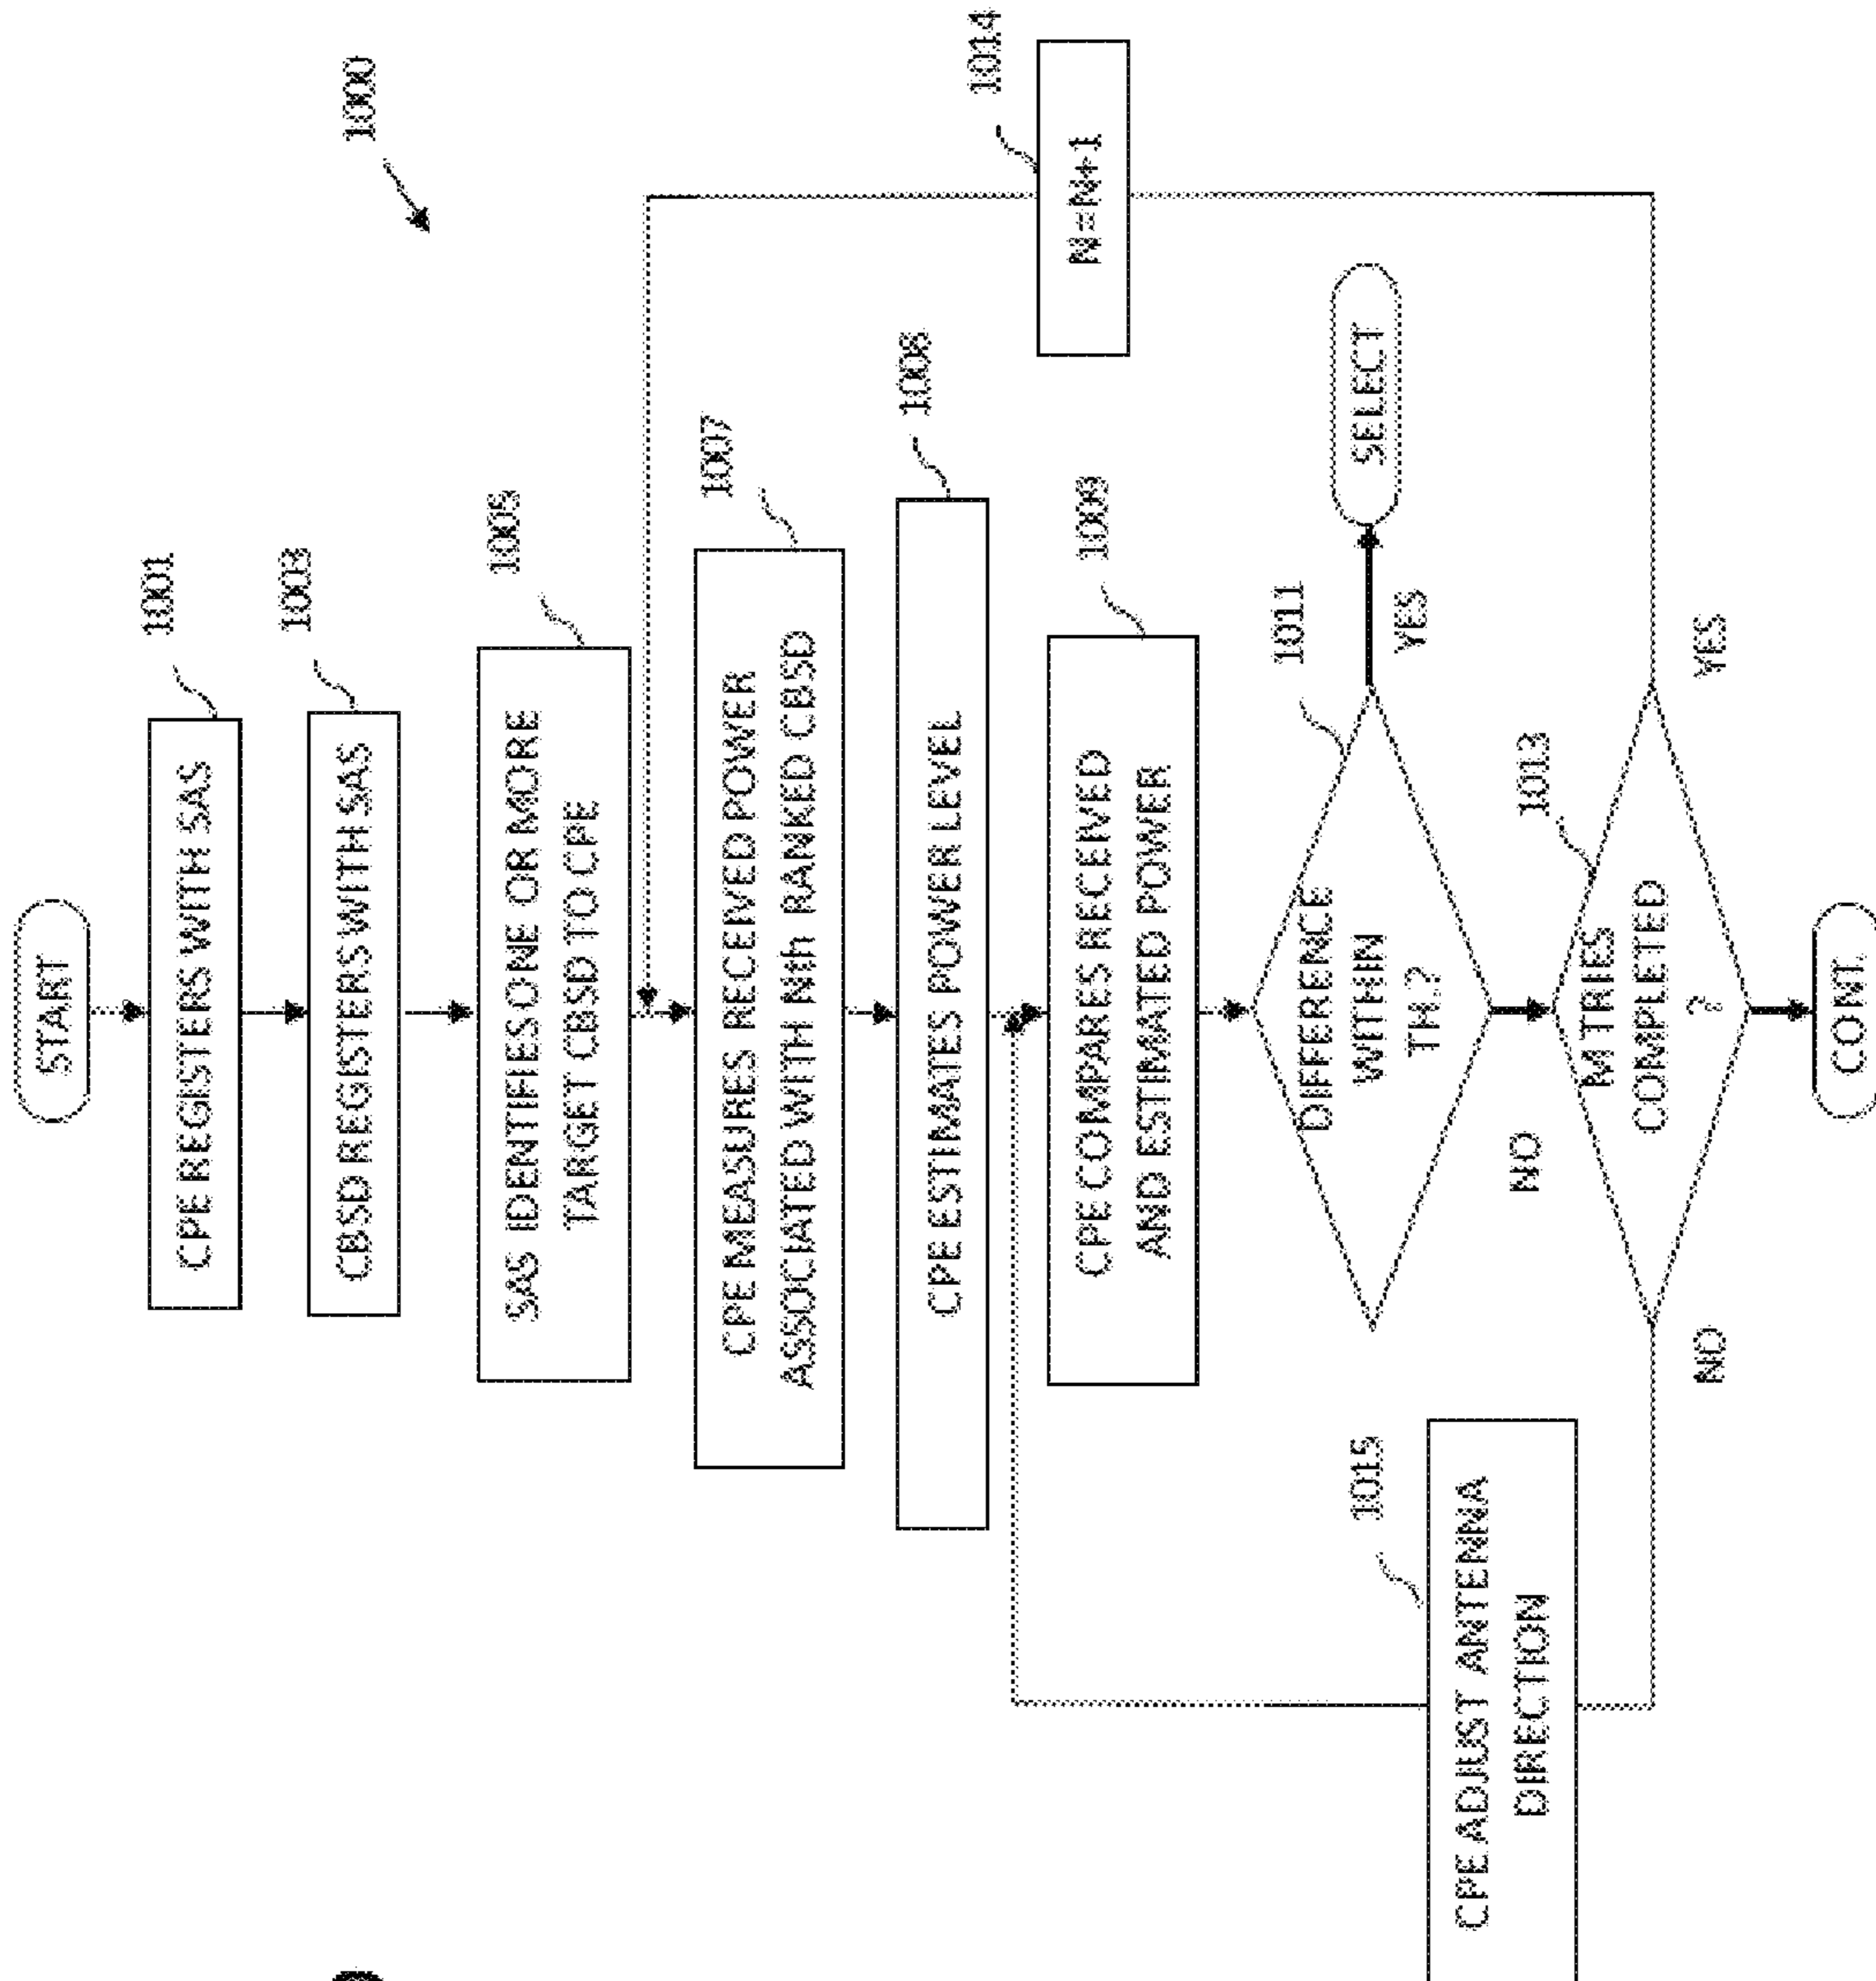 1000
START
CPE REGISTERS WITH SAS
1001
CBSD REGISTERS WITH SAS
1003
SAS IDENTIFIES ONE OR MORE
TARGET CBSD TO CPE
1005
CPE MEASURES RECEIVED POWER
ASSOCIATED WITH Nth RANKED CBSD
1007
CPE ESTIMATES POWER LEVEL
1008
CPE COMPARES RECEIVED
AND ESTIMATED POWER
1009
DIFFERENCE
WITHIN
TH.?
1011
YES
SELECT
NO
M TRIES
COMPLETED
?
1013
YES
N=N+1
1014
NO
CPE ADJUST ANTENNA
DIRECTION
1015
CONT.